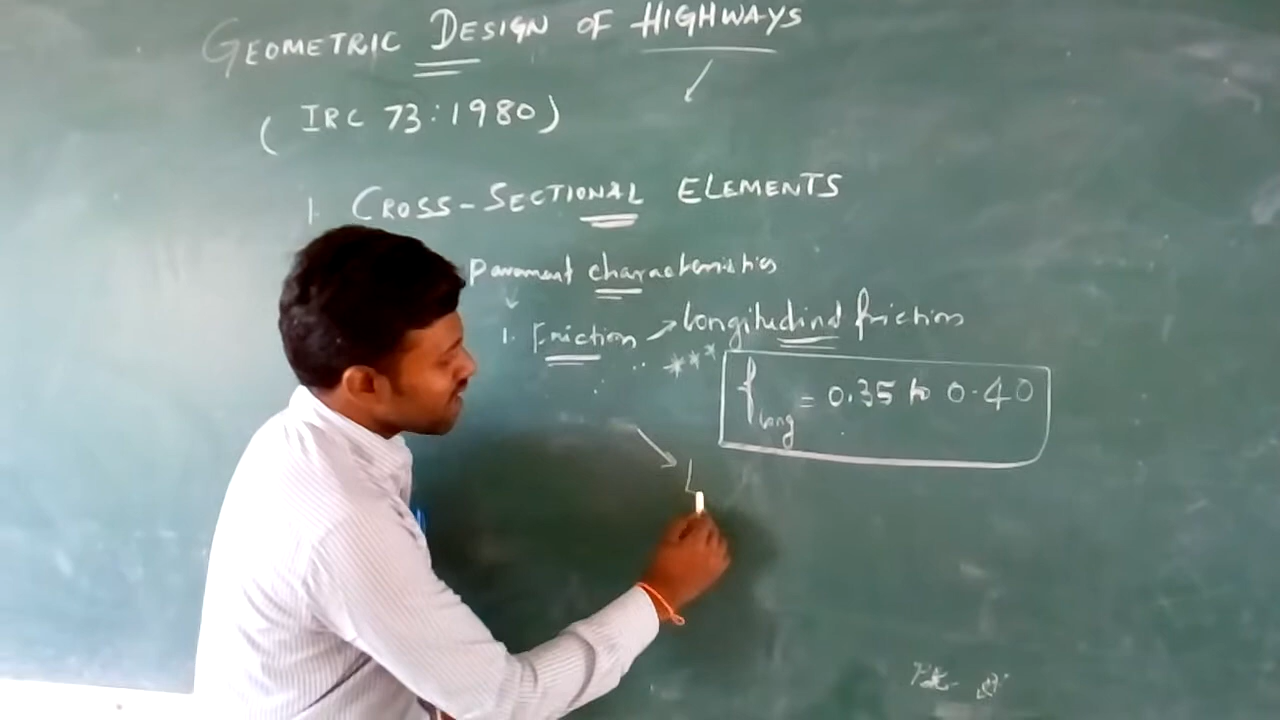 GEOMETRIC DESIGN OF HIGHWAYS
(IRC 73:1980)
1. CROSS-SECTIONAL ELEMENTS
pavement characteristics
1. Friction → Longitudinal friction
*** f long = 0.35 to 0.40
L